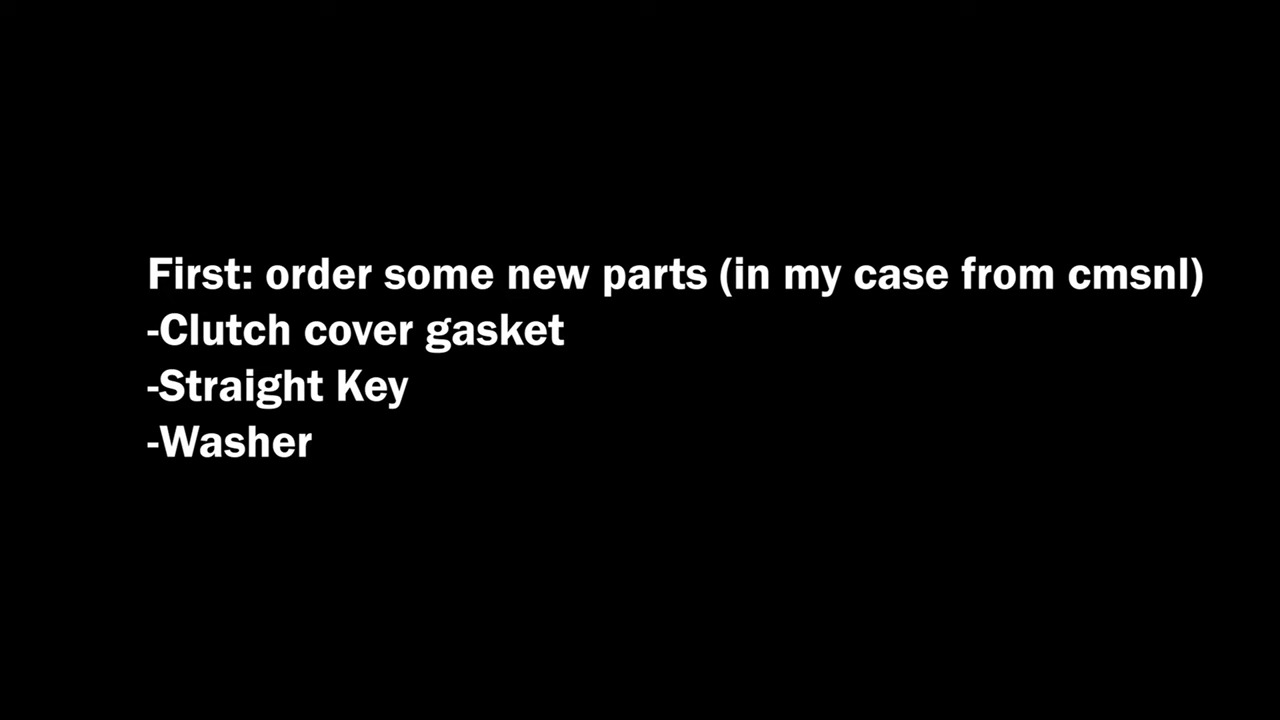 First: order some new parts (in my case from cmsnl)
-Clutch cover gasket
-Straight Key
-Washer